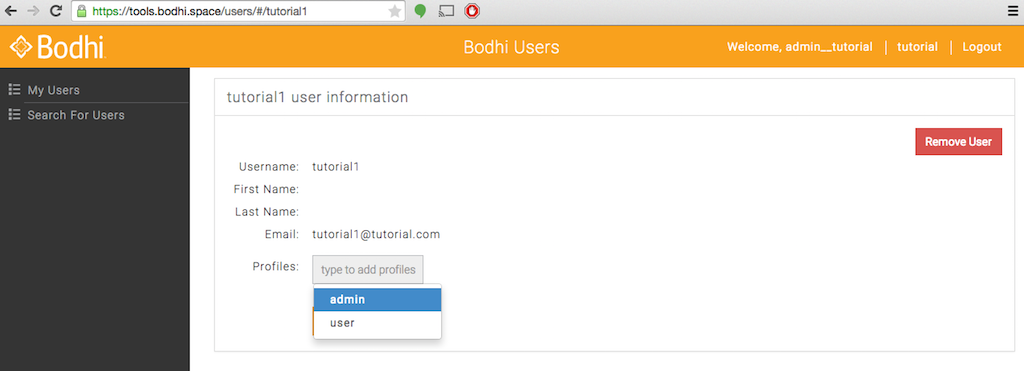 https://tools.bodhi.space/users/#/tutorial1
Bodhi
Bodhi Users
Welcome, admin__tutorial
tutorial
Logout
My Users
Search For Users
tutorial1 user information
Remove User
Username: tutorial1
First Name:
Last Name:
Email: tutorial1@tutorial.com
Profiles: type to add profiles
admin
user